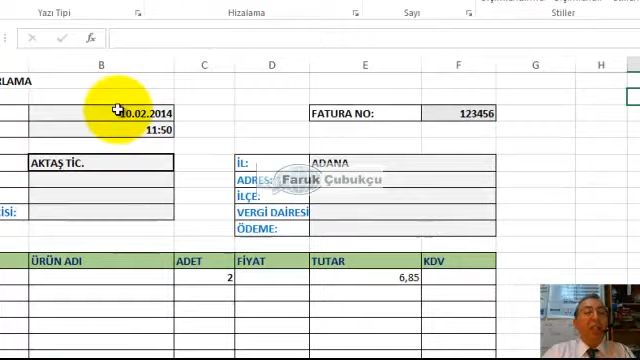 Yazı Tipi Hizalama Sayı Stiller
fx
B C D E F G H
RLAMA
10.02.2014 FATURA NO: 123456
11:50
AKTAŞ TİC. İL: ADANA
ADRES:
Faruk Çubukçu
İLÇE:
CİSİ: VERGİ DAİRESİ
ÖDEME:
ÜRÜN ADI ADET FİYAT TUTAR KDV
2 6,85